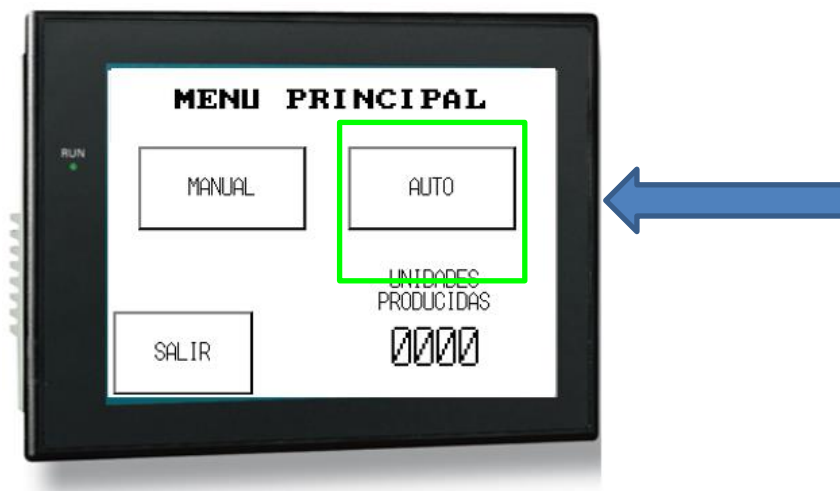 MENU PRINCIPAL
RUN
MANUAL
AUTO
UNIDADES
PRODUCIDAS
SALIR
0000